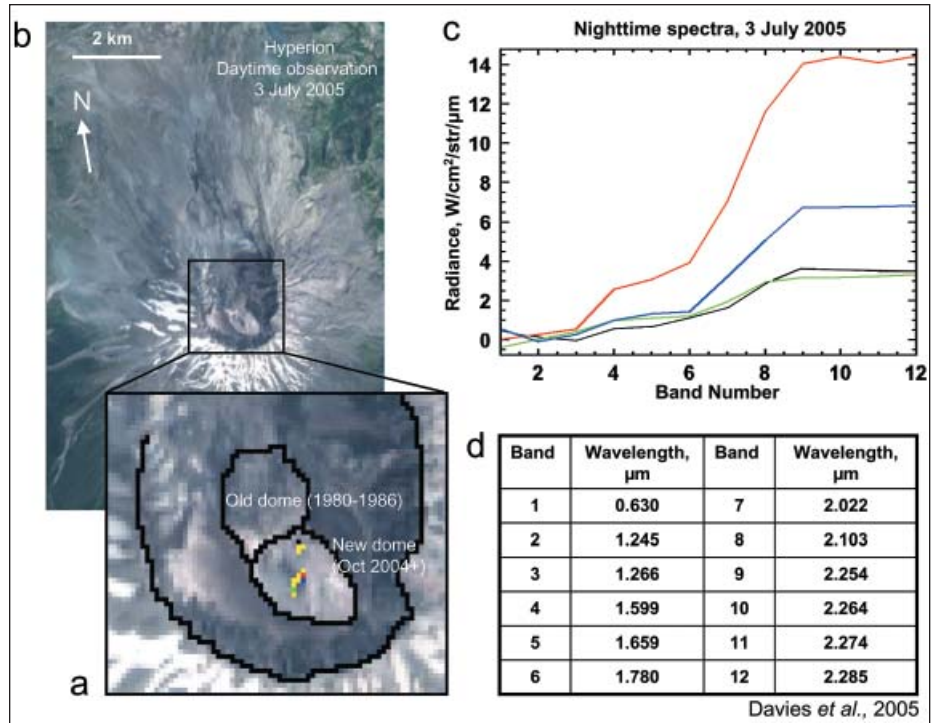 b
2 km
N
Hyperion
Daytime observation
3 July 2005
Old dome (1980-1986)
New dome
(Oct 2004+)
a
c
Nighttime spectra, 3 July 2005
Radiance, W/cm²/str/µm
14
12
10
8
6
4
2
0
2 4 6 8 10 12
Band Number
d
Band Wavelength, µm Band Wavelength, µm
1 0.630 7 2.022
2 1.245 8 2.103
3 1.266 9 2.254
4 1.599 10 2.264
5 1.659 11 2.274
6 1.780 12 2.285
Davies et al., 2005